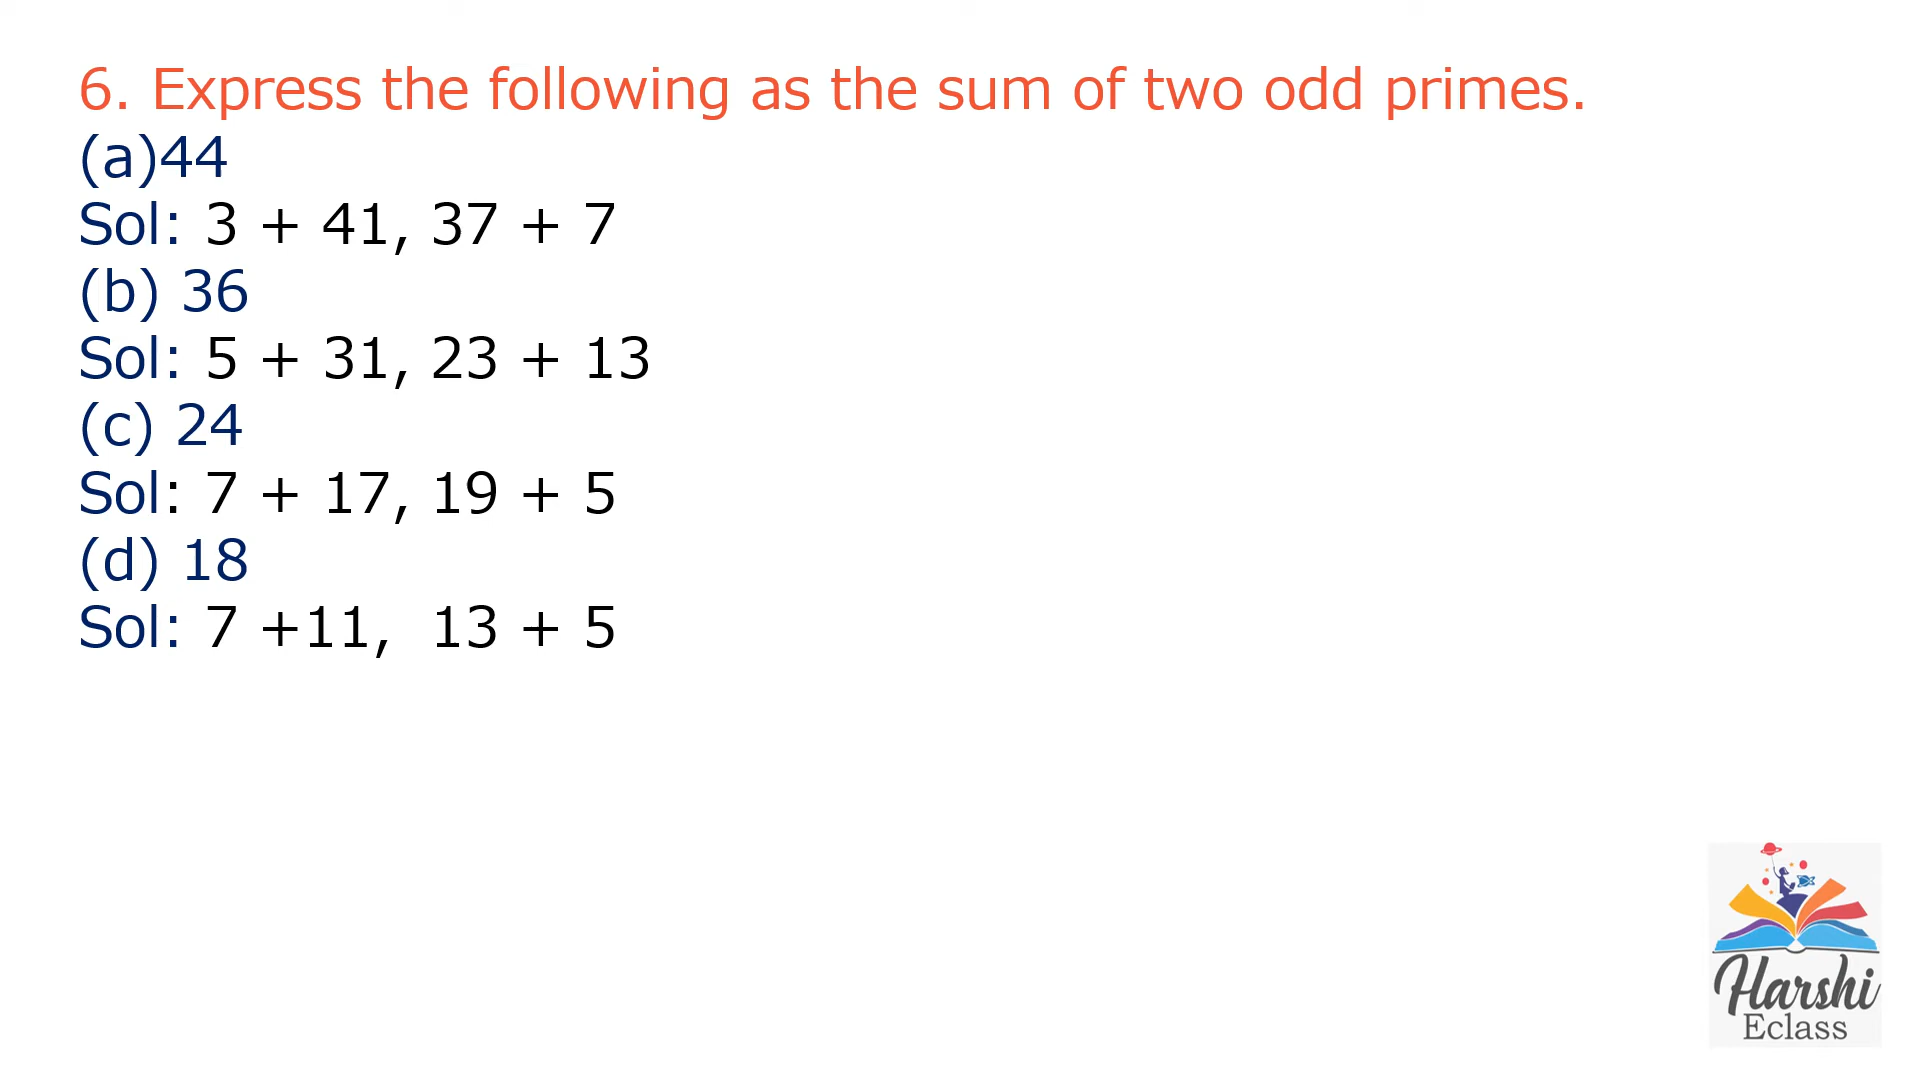 6. Express the following as the sum of two odd primes.
(a)44
Sol: 3 + 41, 37 + 7
(b) 36
Sol: 5 + 31, 23 + 13
(c) 24
Sol: 7 + 17, 19 + 5
(d) 18
Sol: 7 +11,  13 + 5
Harshi
Eclass